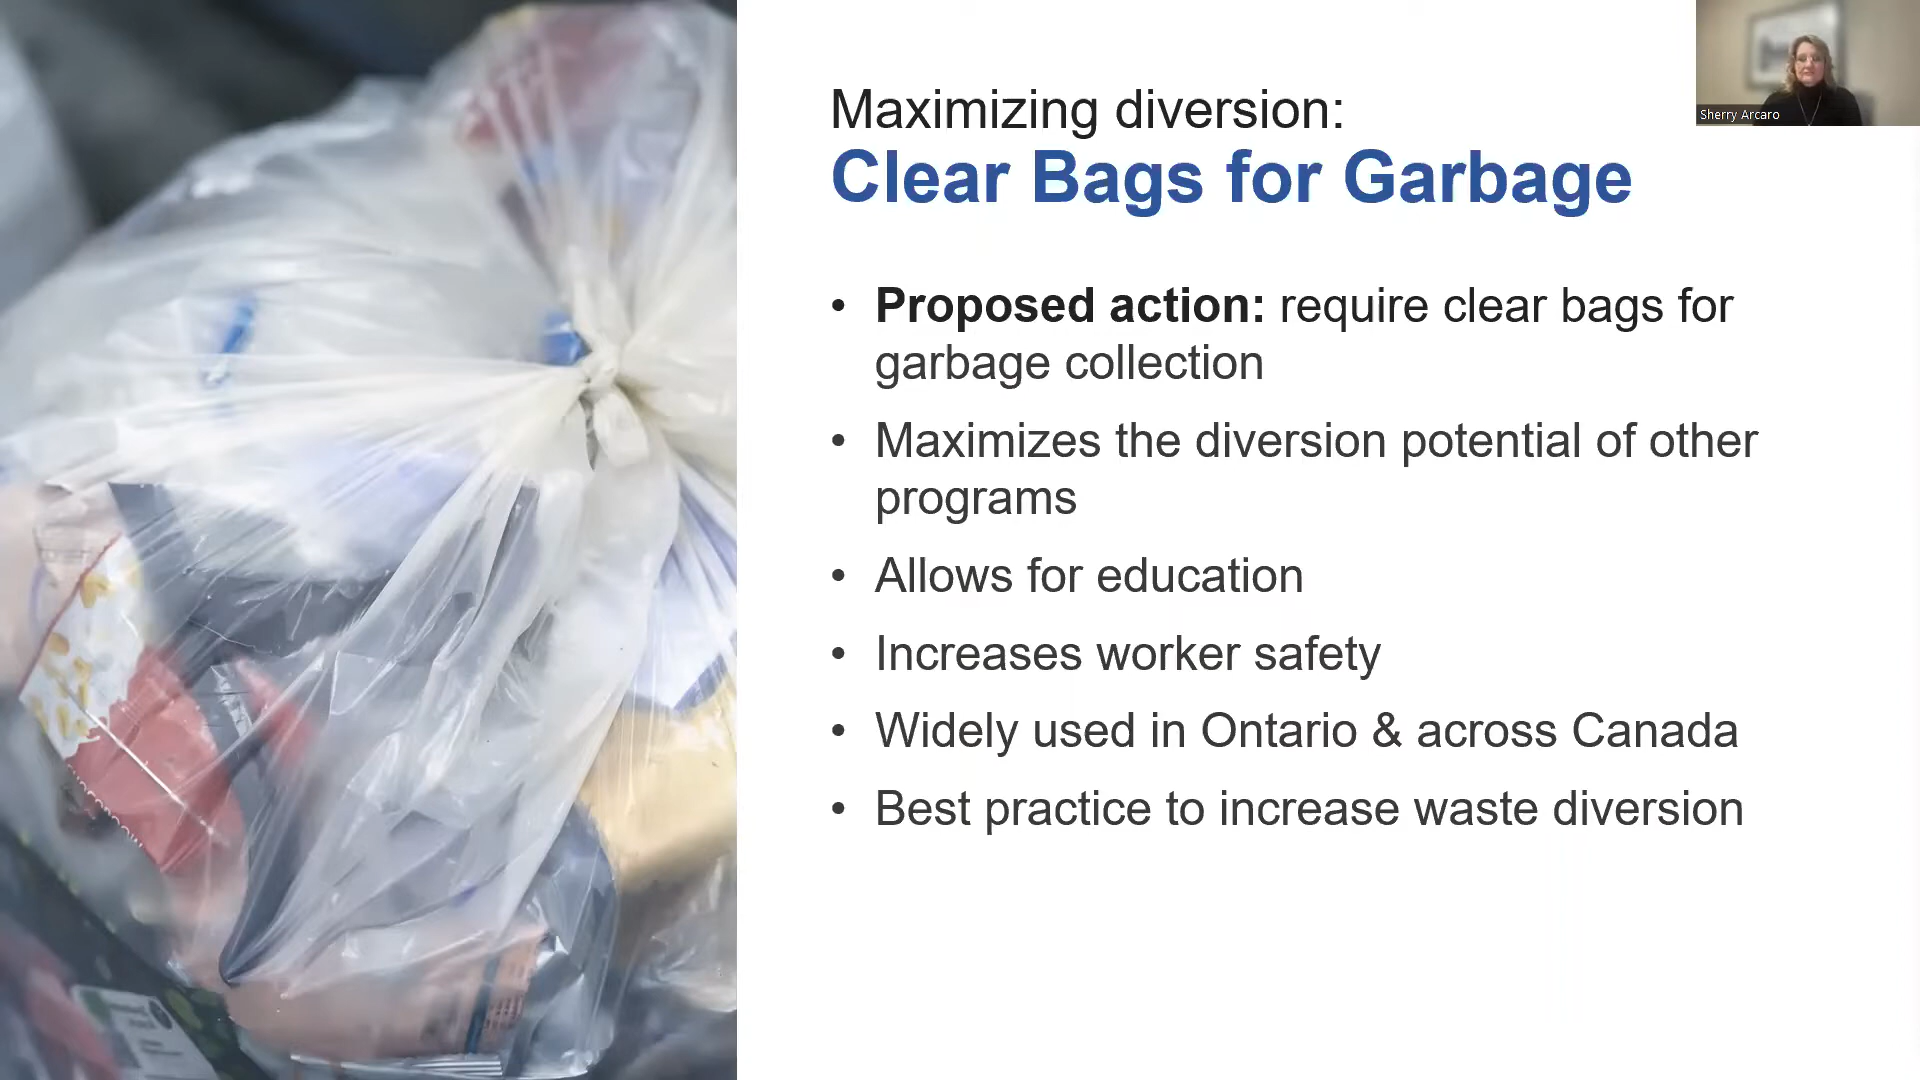 Maximizing diversion:
Clear Bags for Garbage
Sherry Arcaro
• Proposed action: require clear bags for
garbage collection
• Maximizes the diversion potential of other
programs
• Allows for education
• Increases worker safety
• Widely used in Ontario & across Canada
• Best practice to increase waste diversion